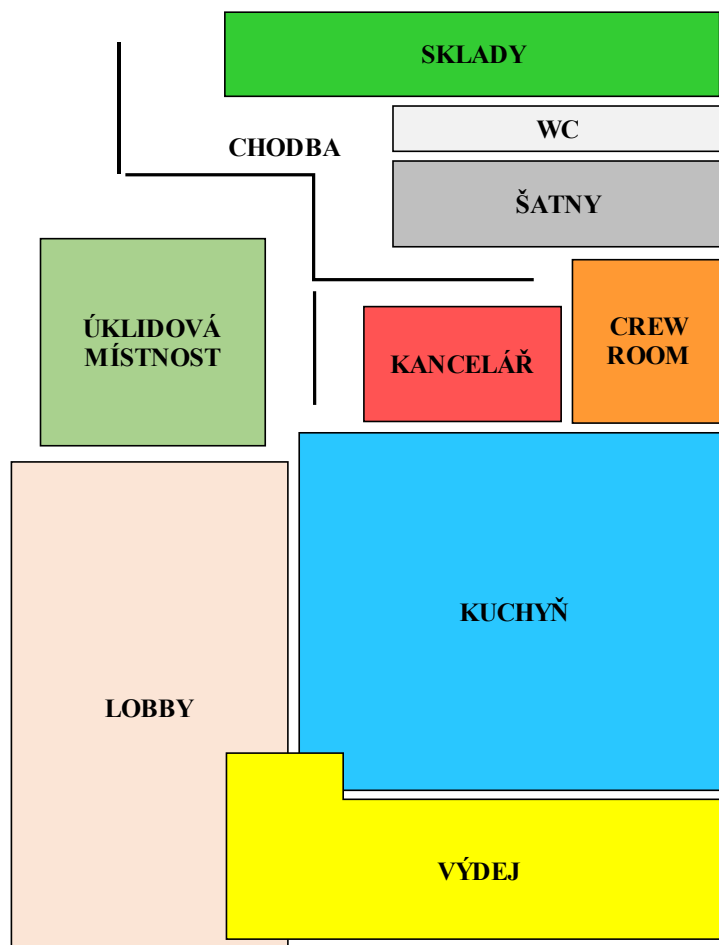 SKLADY
WC
CHODBA
ŠATNY
ÚKLIDOVÁ
MÍSTNOST
KANCELÁŘ
CREW
ROOM
KUCHYŇ
LOBBY
VÝDEJ